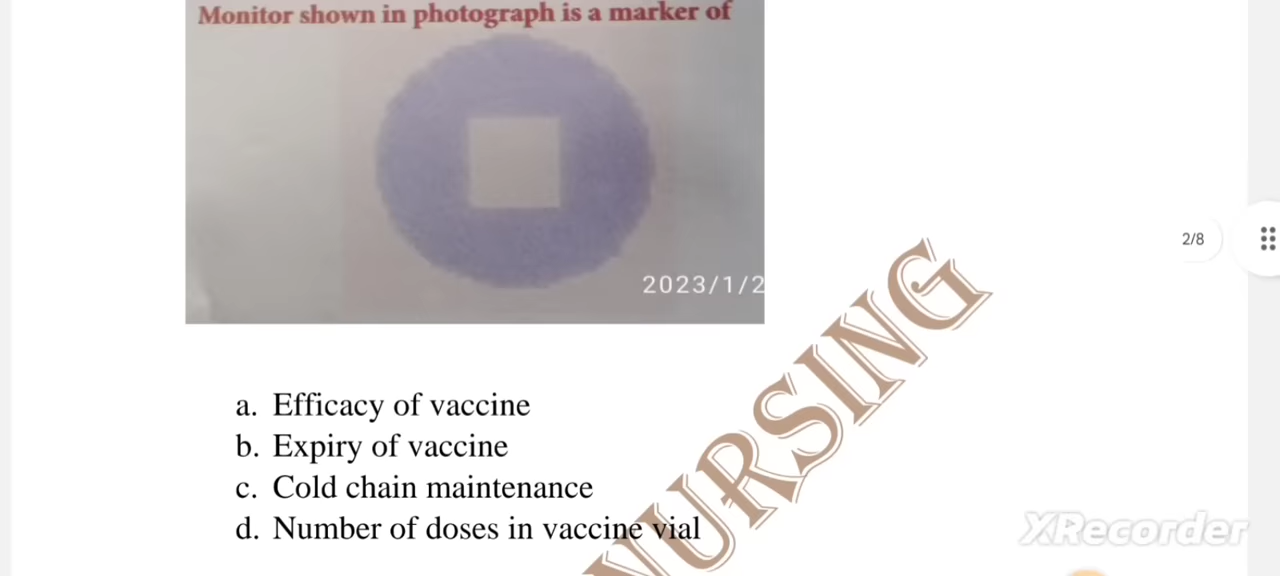 Monitor shown in photograph is a marker of
2023/1/2
2/8
a. Efficacy of vaccine
b. Expiry of vaccine
c. Cold chain maintenance
d. Number of doses in vaccine vial
NURSING
XRecorder